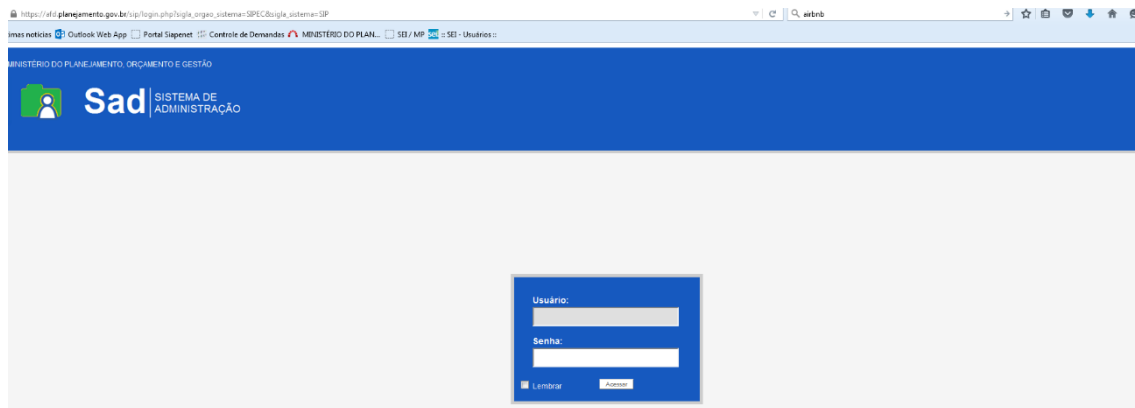 https://afd.planejamento.gov.br/sip/login.php?sigla_orgao_sistema=SIPEC&sigla_sistema=SIP airbnb
imas notícias Outlook Web App Portal Siapenet Controle de Demandas MINISTÉRIO DO PLAN... SEI / MP :: SEI - Usuários ::
MINISTÉRIO DO PLANEJAMENTO, ORÇAMENTO E GESTÃO
Sad SISTEMA DE
ADMINISTRAÇÃO
Usuário:
Senha:
Lembrar Acessar